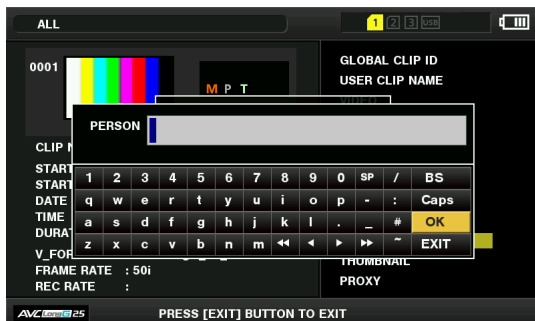 ALL
1 2 3 USB
0001
M P T
GLOBAL CLIP ID
USER CLIP NAME
VIDEO
PERSON
CLIP
START
START
DATE
TIME
V_FOR
FRAME RATE : 50i
REC RATE :
1 2 3 4 5 6 7 8 9 0 SP / BS
q w e r t y u i o p - : Caps
a s d f g h j k l . _ # OK
z x c v b n m ◀◀ ◀ ▶ ▶▶ ~ EXIT
THUMBNAIL
PROXY
AVC LongG 25
PRESS [EXIT] BUTTON TO EXIT